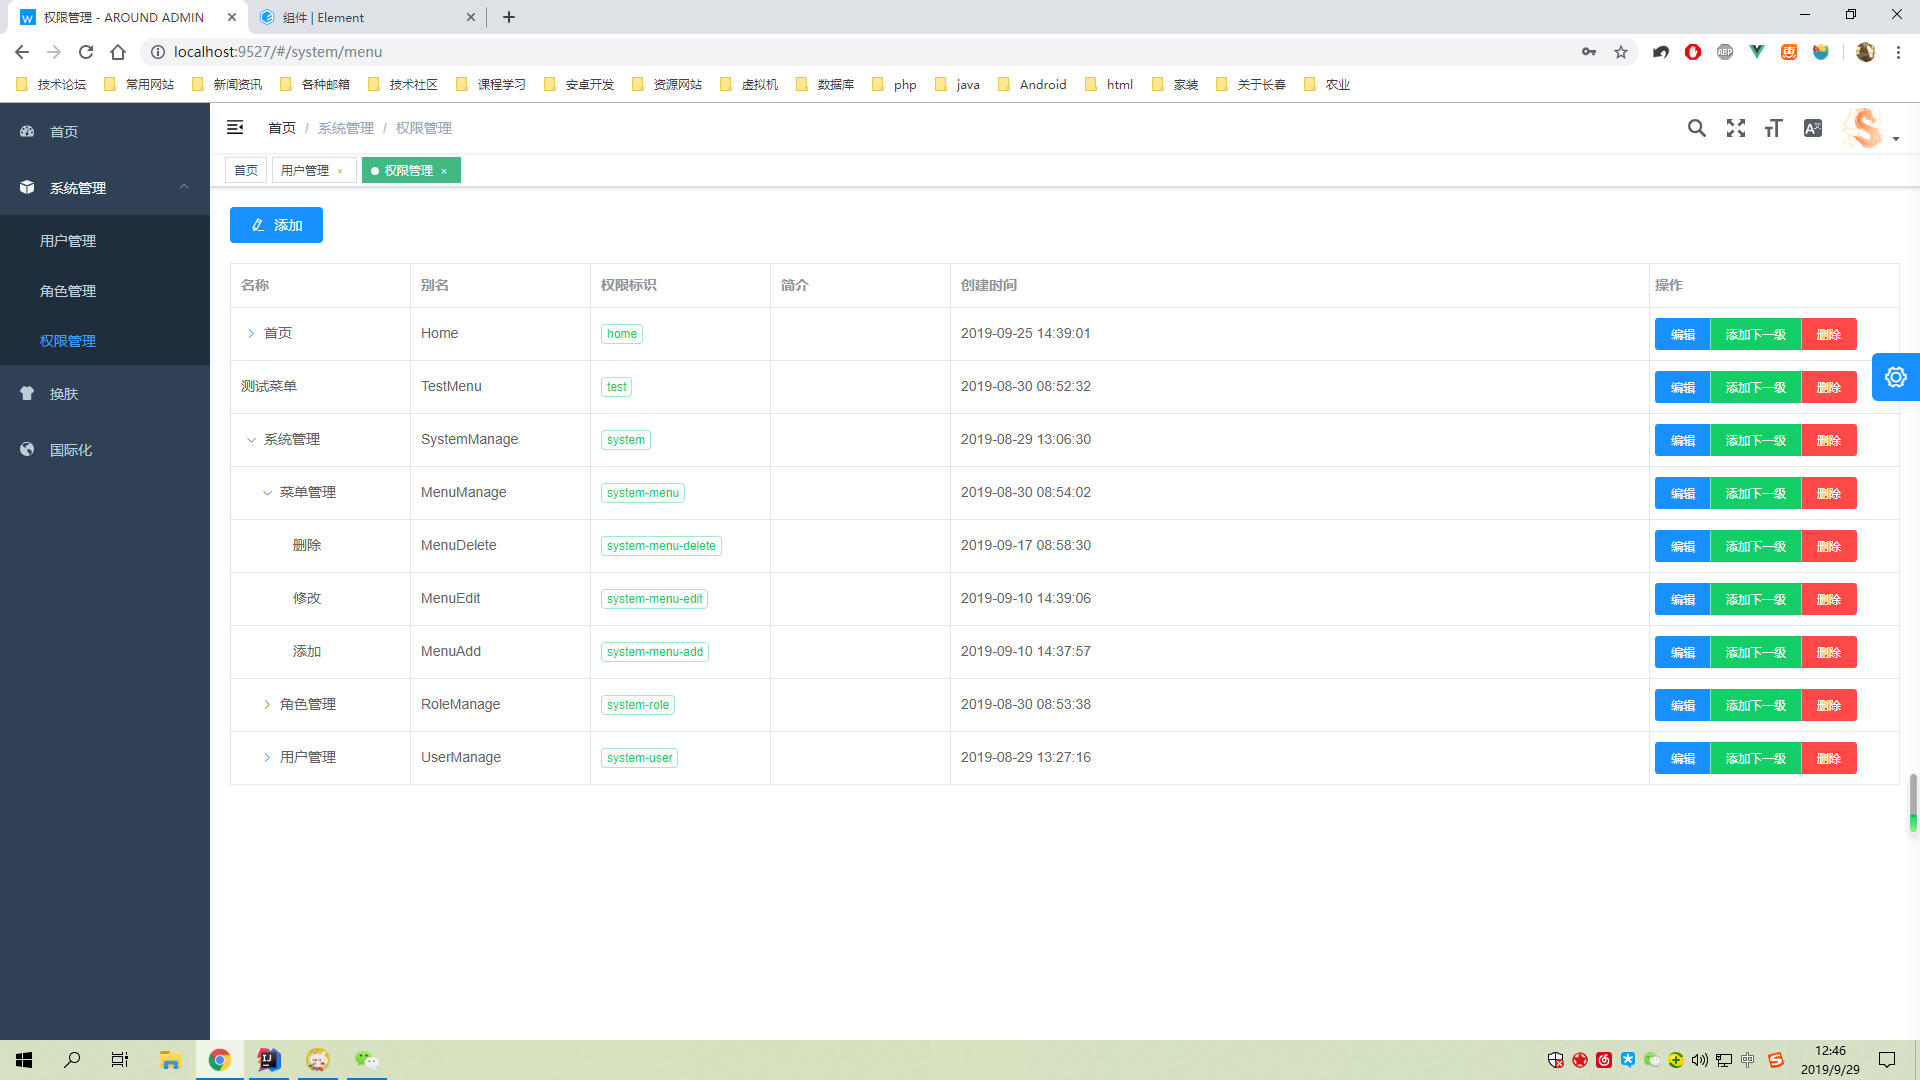 权限管理 - AROUND ADMIN
组件 | Element
localhost:9527/#/system/menu
技术论坛 常用网站 新闻资讯 各种邮箱 技术社区 课程学习 安卓开发 资源网站 虚拟机 数据库 php java Android html 家装 关于长春 农业
首页
系统管理
用户管理
角色管理
权限管理
换肤
国际化
首页 / 系统管理 / 权限管理
首页 用户管理 × 权限管理 ×
添加
名称 别名 权限标识 简介 创建时间 操作
首页 Home home 2019-09-25 14:39:01 编辑 添加下一级 删除
测试菜单 TestMenu test 2019-08-30 08:52:32 编辑 添加下一级 删除
系统管理 SystemManage system 2019-08-29 13:06:30 编辑 添加下一级 删除
菜单管理 MenuManage system-menu 2019-08-30 08:54:02 编辑 添加下一级 删除
删除 MenuDelete system-menu-delete 2019-09-17 08:58:30 编辑 添加下一级 删除
修改 MenuEdit system-menu-edit 2019-09-10 14:39:06 编辑 添加下一级 删除
添加 MenuAdd system-menu-add 2019-09-10 14:37:57 编辑 添加下一级 删除
角色管理 RoleManage system-role 2019-08-30 08:53:38 编辑 添加下一级 删除
用户管理 UserManage system-user 2019-08-29 13:27:16 编辑 添加下一级 删除
中
12:46
2019/9/29